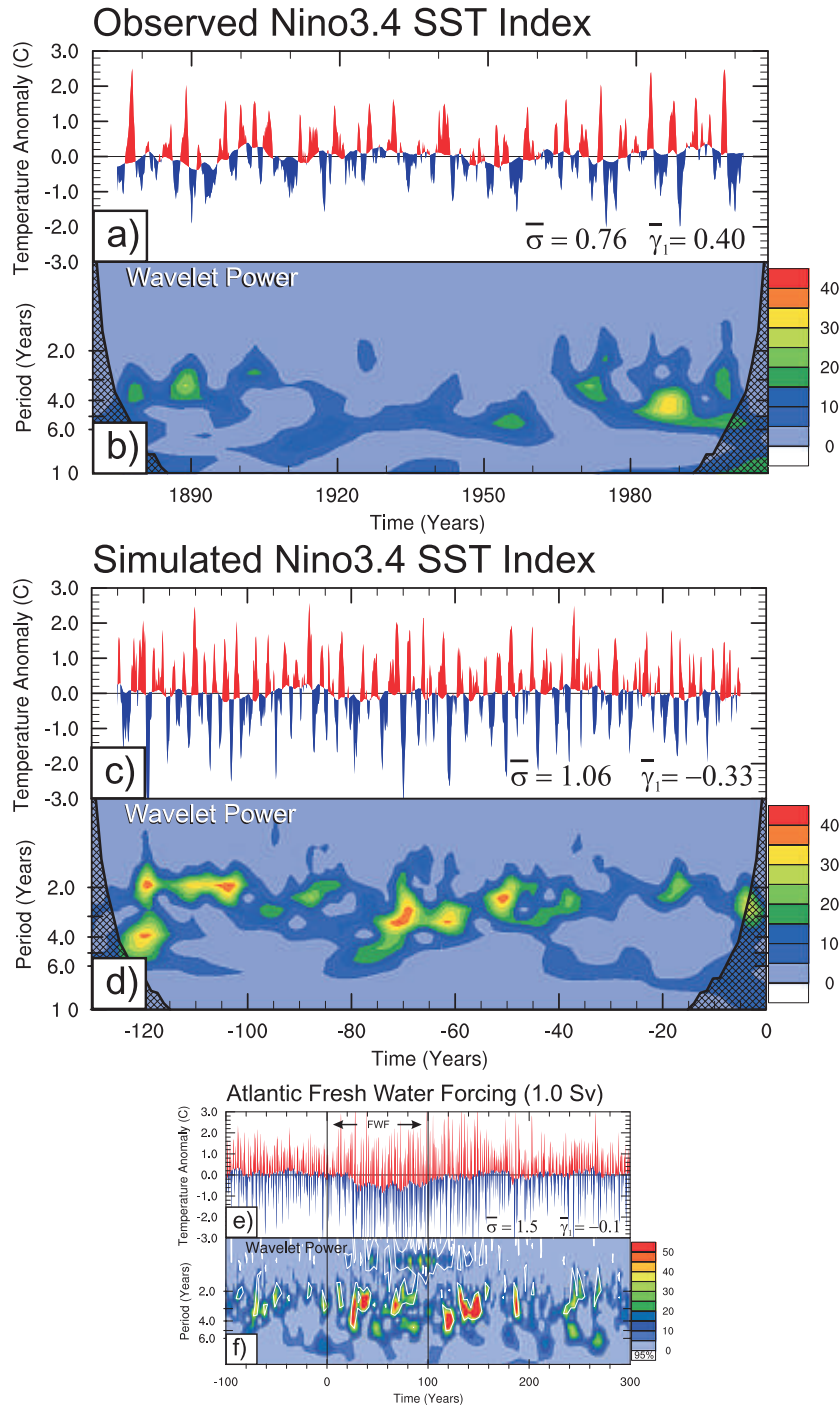 Observed Nino3.4 SST Index
Temperature Anomaly (C)
3.0
2.0
1.0
0.0
-1.0
-2.0
-3.0
a)
σ = 0.76 γ₁= 0.40
Wavelet Power
Period (Years)
2.0
4.0
6.0
1 0
b)
40
30
20
10
0
1890 1920 1950 1980
Time (Years)
Simulated Nino3.4 SST Index
Temperature Anomaly (C)
3.0
2.0
1.0
0.0
-1.0
-2.0
-3.0
c)
σ = 1.06 γ₁= −0.33
Wavelet Power
Period (Years)
2.0
4.0
6.0
1 0
d)
40
30
20
10
0
-120 -100 -80 -60 -40 -20 0
Time (Years)
Atlantic Fresh Water Forcing (1.0 Sv)
Temperature Anomaly (C)
3.0
2.0
1.0
0.0
-1.0
-2.0
-3.0
FWF
e)
σ = 1.5 γ₁= −0.1
Wavelet Power
Period (Years)
2.0
4.0
6.0
f)
50
40
30
20
10
0
95%
-100 0 100 200 300
Time (Years)